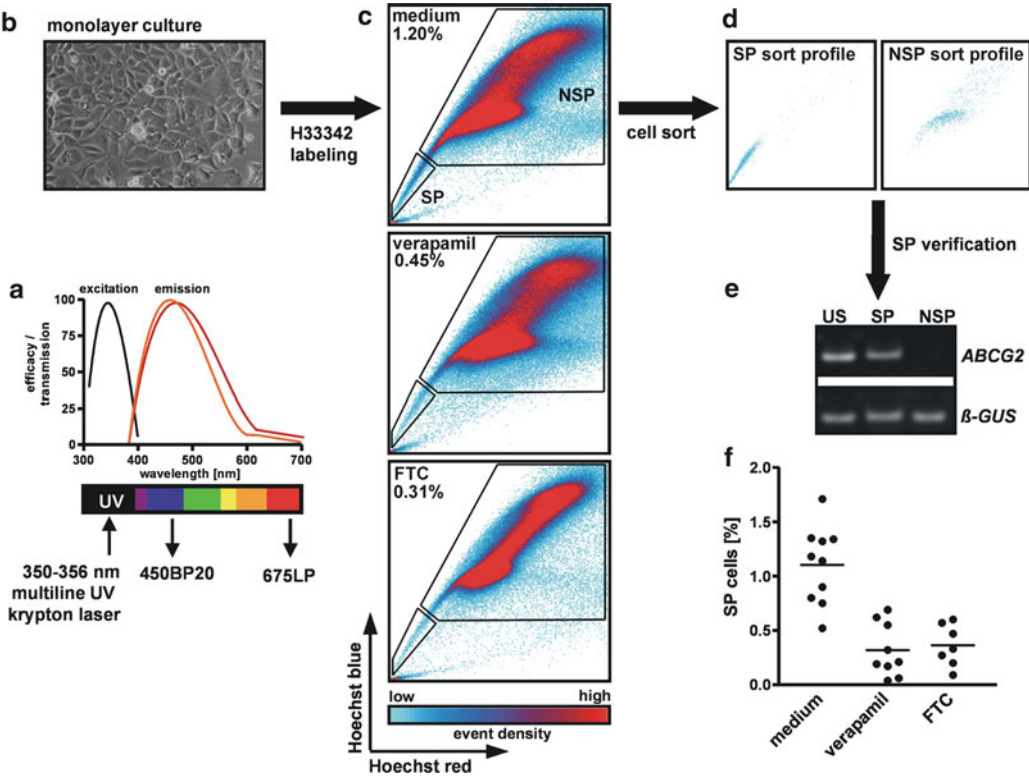 b
monolayer culture
H33342
labeling
a
excitation
emission
efficacy /
transmission
100
75
50
25
0
300
400
500
600
700
wavelength [nm]
UV
350-356 nm
multiline UV
krypton laser
450BP20
675LP
c
medium
1.20%
NSP
SP
verapamil
0.45%
FTC
0.31%
Hoechst blue
low
high
event density
Hoechst red
cell sort
d
SP sort profile
NSP sort profile
SP verification
e
US
SP
NSP
ABCG2
ß-GUS
f
SP cells [%]
2.0
1.5
1.0
0.5
0.0
medium
verapamil
FTC